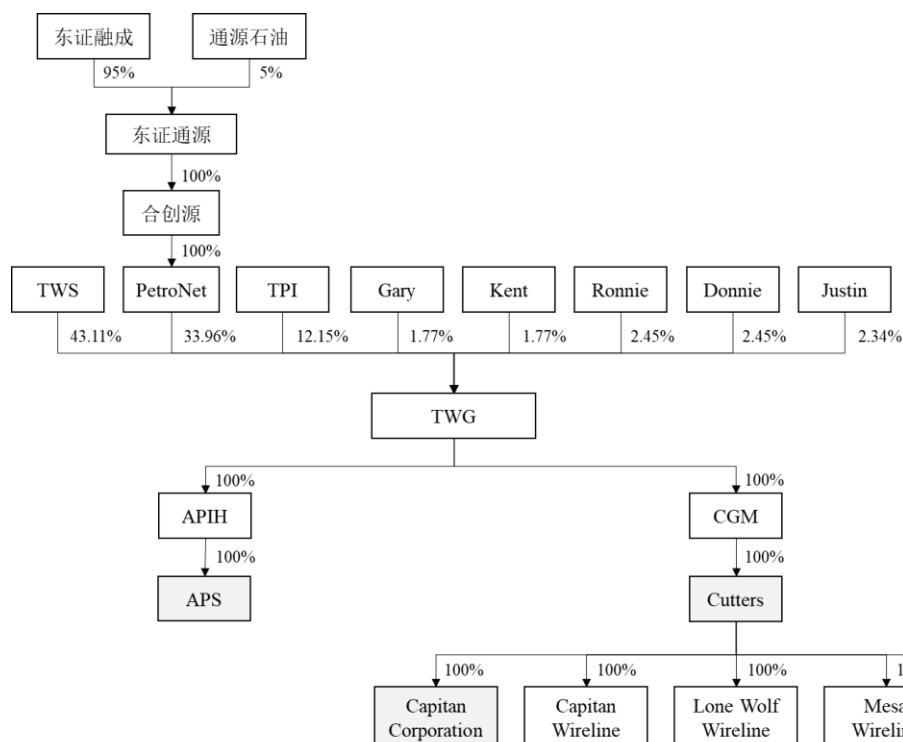 东证融成
通源石油
95%
5%
东证通源
100%
合创源
100%
TWS
PetroNet
TPI
Gary
Kent
Ronnie
Donnie
Justin
43.11%
33.96%
12.15%
1.77%
1.77%
2.45%
2.45%
2.34%
TWG
100%
100%
APIH
CGM
100%
100%
APS
Cutters
100%
100%
100%
Capitan
Corporation
Capitan
Wireline
Lone Wolf
Wireline
Mesa